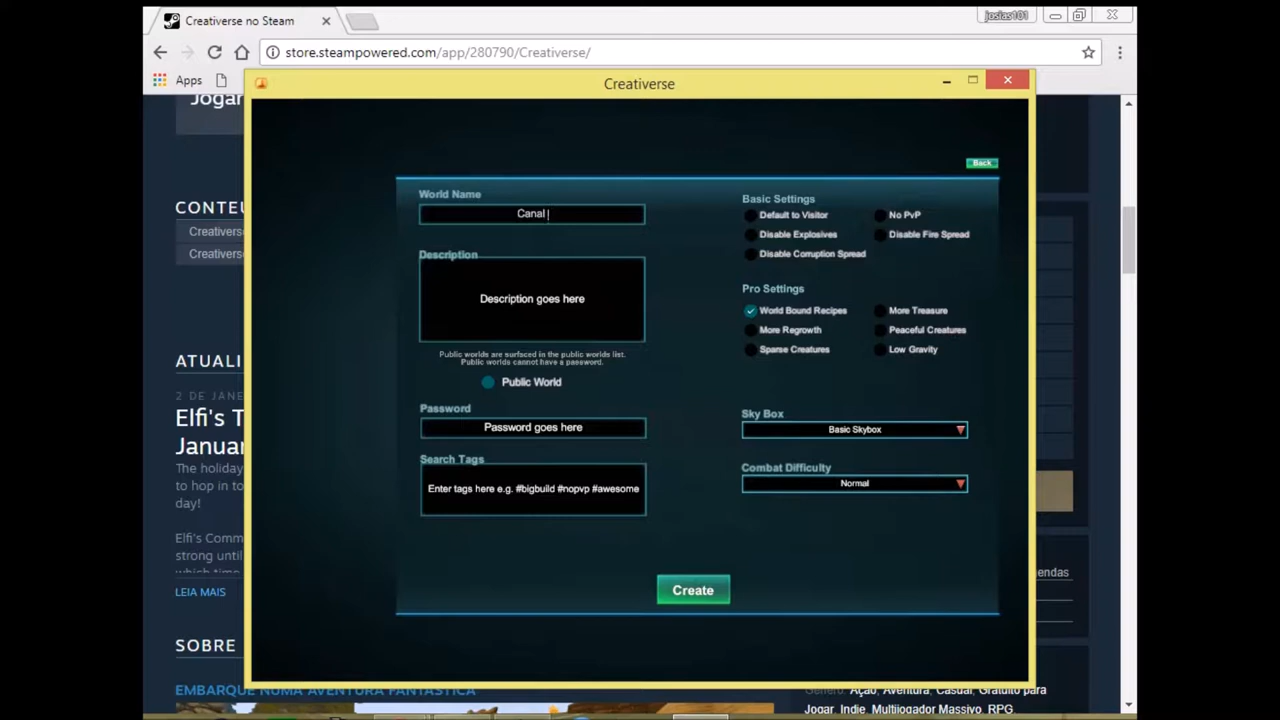 Creativerse no Steam
josias101
store.steampowered.com/app/280790/Creativerse/
Apps
Creativerse
Jogar
CONTEU
Creativerse
Creativerse
ATUALI
2 DE JANE
Elfi's T
January
The holiday
to hop in to
day!
Elfi's Comm
strong until
which time
LEIA MAIS
SOBRE
EMBARQUE NUMA AVENTURA FANTÁSTICA
Back
World Name
Canal
Description
Description goes here
Public worlds are surfaced in the public worlds list.
Public worlds cannot have a password.
Public World
Password
Password goes here
Search Tags
Enter tags here e.g. #bigbuild #nopvp #awesome
Basic Settings
Default to Visitor
No PvP
Disable Explosives
Disable Fire Spread
Disable Corruption Spread
Pro Settings
World Bound Recipes
More Treasure
More Regrowth
Peaceful Creatures
Sparse Creatures
Low Gravity
Sky Box
Basic Skybox
Combat Difficulty
Normal
Create
endas
Gênero: Ação, Aventura, Casual, Gratuito para
Jogar, Indie, Multijogador Massivo, RPG,